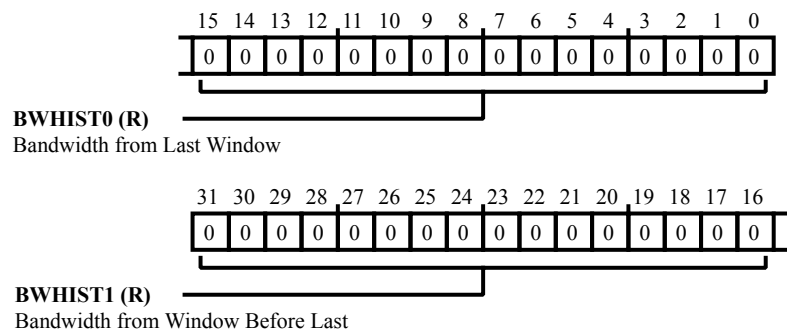 15 14 13 12 11 10 9 8 7 6 5 4 3 2 1 0
0 0 0 0 0 0 0 0 0 0 0 0 0 0 0 0
BWHIST0 (R)
Bandwidth from Last Window
31 30 29 28 27 26 25 24 23 22 21 20 19 18 17 16
0 0 0 0 0 0 0 0 0 0 0 0 0 0 0 0
BWHIST1 (R)
Bandwidth from Window Before Last